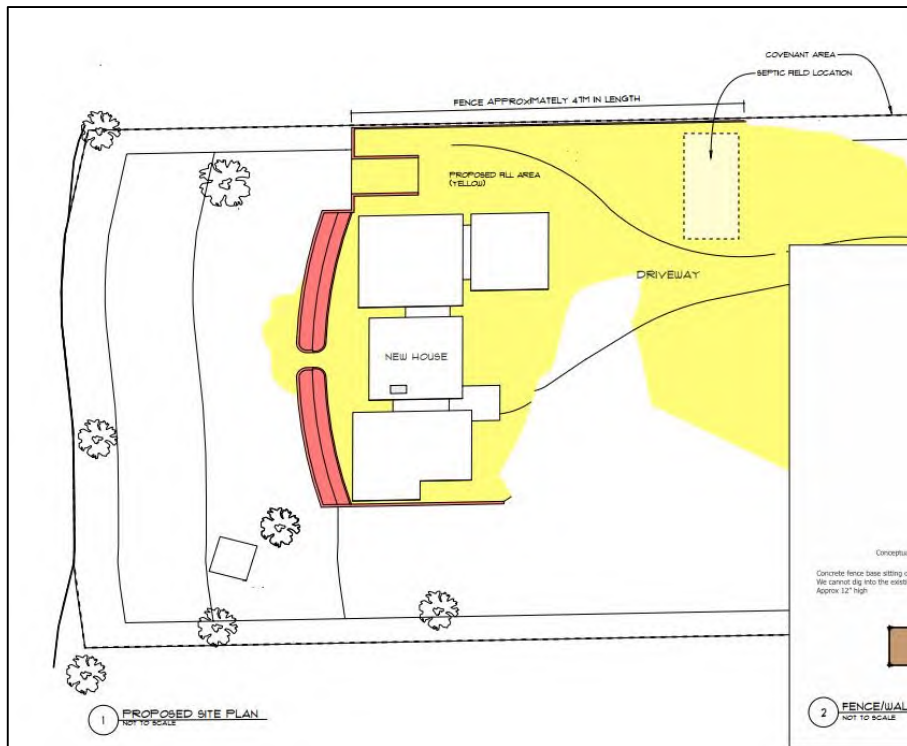 COVENANT AREA
SEPTIC FIELD LOCATION
FENCE APPROXIMATELY 47M IN LENGTH
PROPOSED FILL AREA
(YELLOW)
DRIVEWAY
NEW HOUSE
Conceptu
Concrete fence base sitting
We cannot dig into the exist
Approx 12" high
1 PROPOSED SITE PLAN
NOT TO SCALE
2 FENCE/WAL
NOT TO SCALE